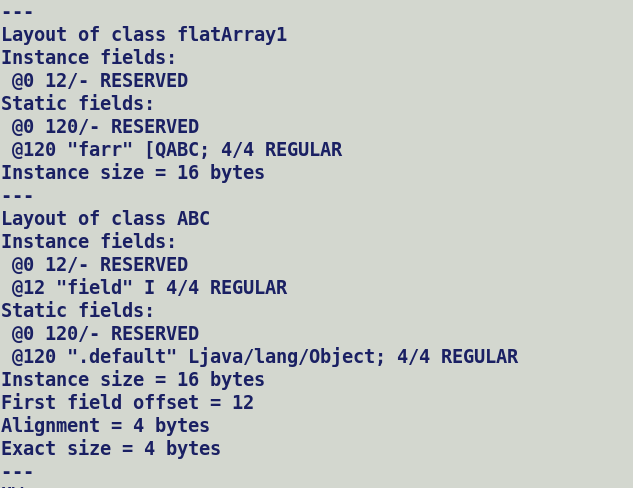 ---
Layout of class flatArray1
Instance fields:
 @0 12/- RESERVED
Static fields:
 @0 120/- RESERVED
 @120 "farr" [QABC; 4/4 REGULAR
Instance size = 16 bytes
---
Layout of class ABC
Instance fields:
 @0 12/- RESERVED
 @12 "field" I 4/4 REGULAR
Static fields:
 @0 120/- RESERVED
 @120 ".default" Ljava/lang/Object; 4/4 REGULAR
Instance size = 16 bytes
First field offset = 12
Alignment = 4 bytes
Exact size = 4 bytes
---